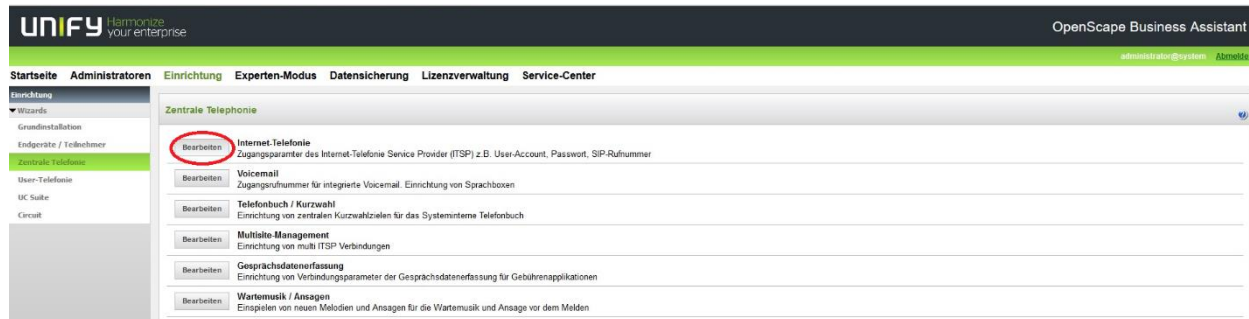 UNIFY Harmonize
your enterprise
OpenScape Business Assistant
administrator@system Abmelde
Startseite Administratoren Einrichtung Experten-Modus Datensicherung Lizenzverwaltung Service-Center
Einrichtung
Wizards
Grundinstallation
Endgeräte / Teilnehmer
Zentrale Telefonie
User-Telefonie
UC Suite
Circuit
Zentrale Telephonie
Bearbeiten Internet-Telefonie
Zugangsparamter des Internet-Telefonie Service Provider (ITSP) z.B. User-Account, Passwort, SIP-Rufnummer
Bearbeiten Voicemail
Zugangsrufnummer für integrierte Voicemail. Einrichtung von Sprachboxen
Bearbeiten Telefonbuch / Kurzwahl
Einrichtung von zentralen Kurzwahlzielen für das Systeminterne Telefonbuch
Bearbeiten Multisite-Management
Einrichtung von multi ITSP Verbindungen
Bearbeiten Gesprächsdatenerfassung
Einrichtung von Verbindungsparameter der Gesprächsdatenerfassung für Gebührenapplikationen
Bearbeiten Wartemusik / Ansagen
Einspielen von neuen Melodien und Ansagen für die Wartemusik und Ansage vor dem Melden